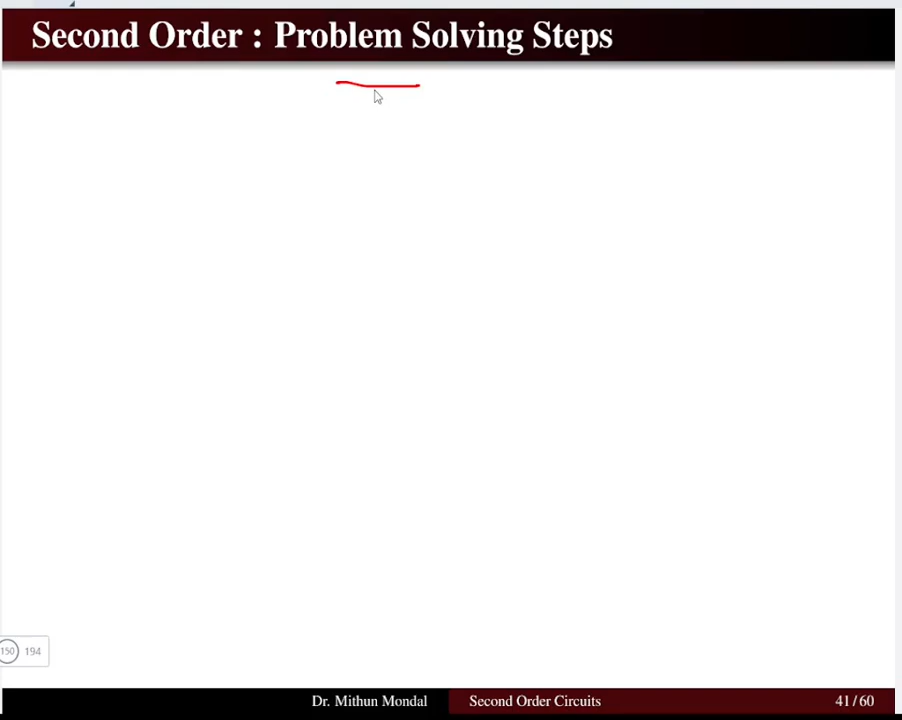 Second Order : Problem Solving Steps
150 194
Dr. Mithun Mondal Second Order Circuits 41 / 60